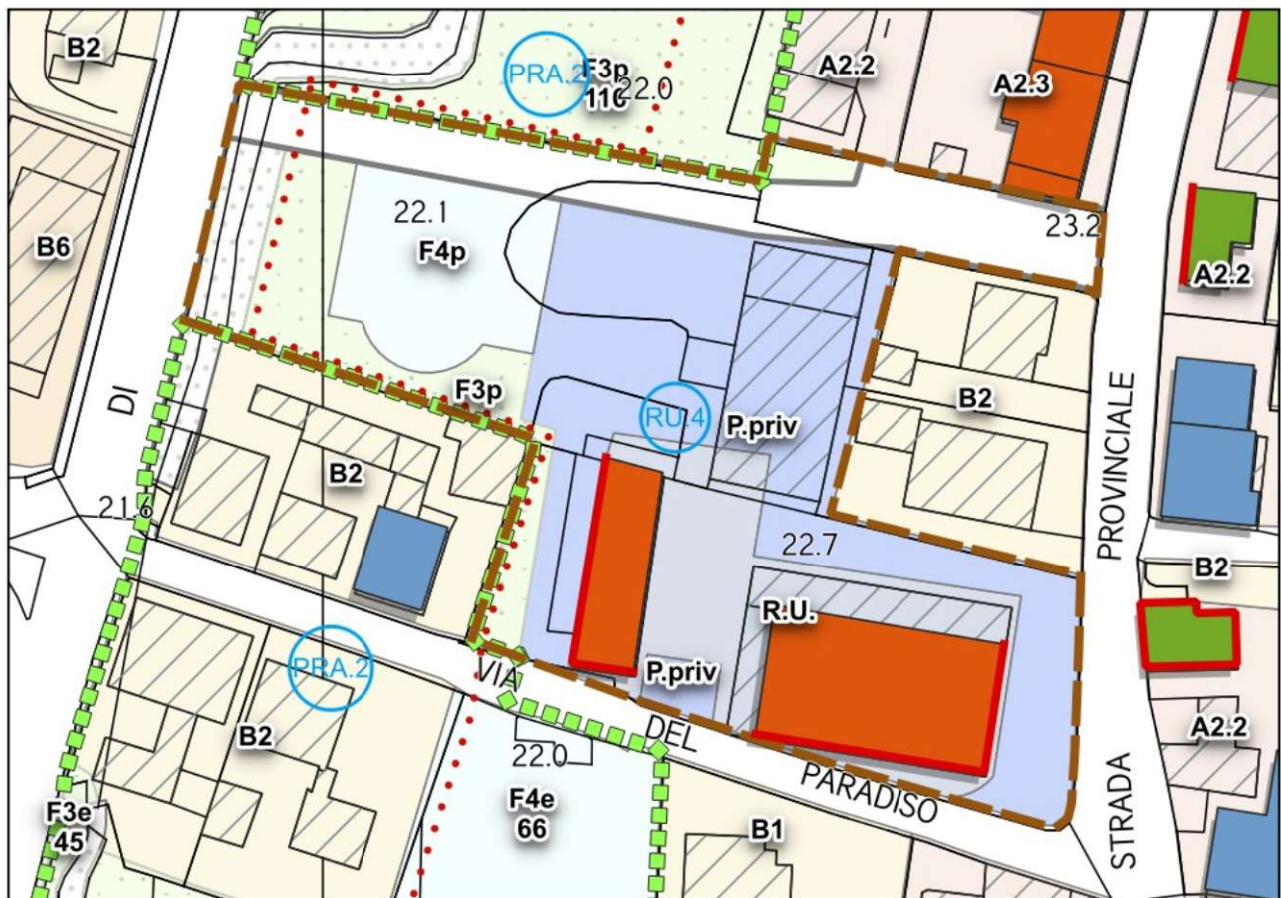 B2
PRA.2
F3p
116
22.0
A2.2
A2.3
B6
22.1
F4p
23.2
A2.2
DI
F3p
RU.4
P.priv
B2
PROVINCIALE
B2
21.6
22.7
B2
R.U.
PRA.2
VIA
P.priv
B2
DEL
A2.2
22.0
PARADISO
STRADA
F3e
45
F4e
66
B1